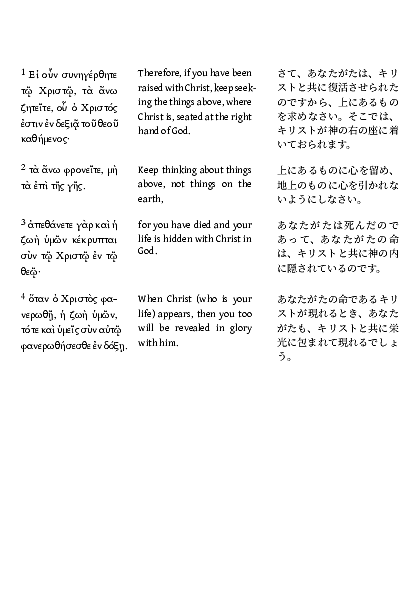 1 Εἰ οὖν συνηγέρθητε
τῷ Χριστῷ, τὰ ἄνω
ζητεῖτε, οὗ ὁ Χριστός
ἐστιν ἐν δεξιᾷ τοῦ θεοῦ
καθήμενος·
Therefore, if you have been
raised with Christ, keep seek-
ing the things above, where
Christ is, seated at the right
hand of God.
さて、あなたがたは、キリ
ストと共に復活させられた
のですから、上にあるもの
を求めなさい。そこでは、
キリストが神の右の座に着
いておられます。
2 τὰ ἄνω φρονεῖτε, μὴ
τὰ ἐπὶ τῆς γῆς.
Keep thinking about things
above, not things on the
earth,
上にあるものに心を留め、
地上のものに心を引かれな
いようにしなさい。
3 ἀπεθάνετε γὰρ καὶ ἡ
ζωὴ ὑμῶν κέκρυπται
σὺν τῷ Χριστῷ ἐν τῷ
θεῷ·
for you have died and your
life is hidden with Christ in
God.
あなたがたは死んだので
あって、あなたがたの命
は、キリストと共に神の内
に隠されているのです。
4 ὅταν ὁ Χριστὸς φα-
νερωθῇ, ἡ ζωὴ ὑμῶν,
τότε καὶ ὑμεῖς σὺν αὐτῷ
φανερωθήσεσθε ἐν δόξῃ.
When Christ (who is your
life) appears, then you too
will be revealed in glory
with him.
あなたがたの命であるキリ
ストが現れるとき、あなた
がたも、キリストと共に栄
光に包まれて現れるでしょ
う。